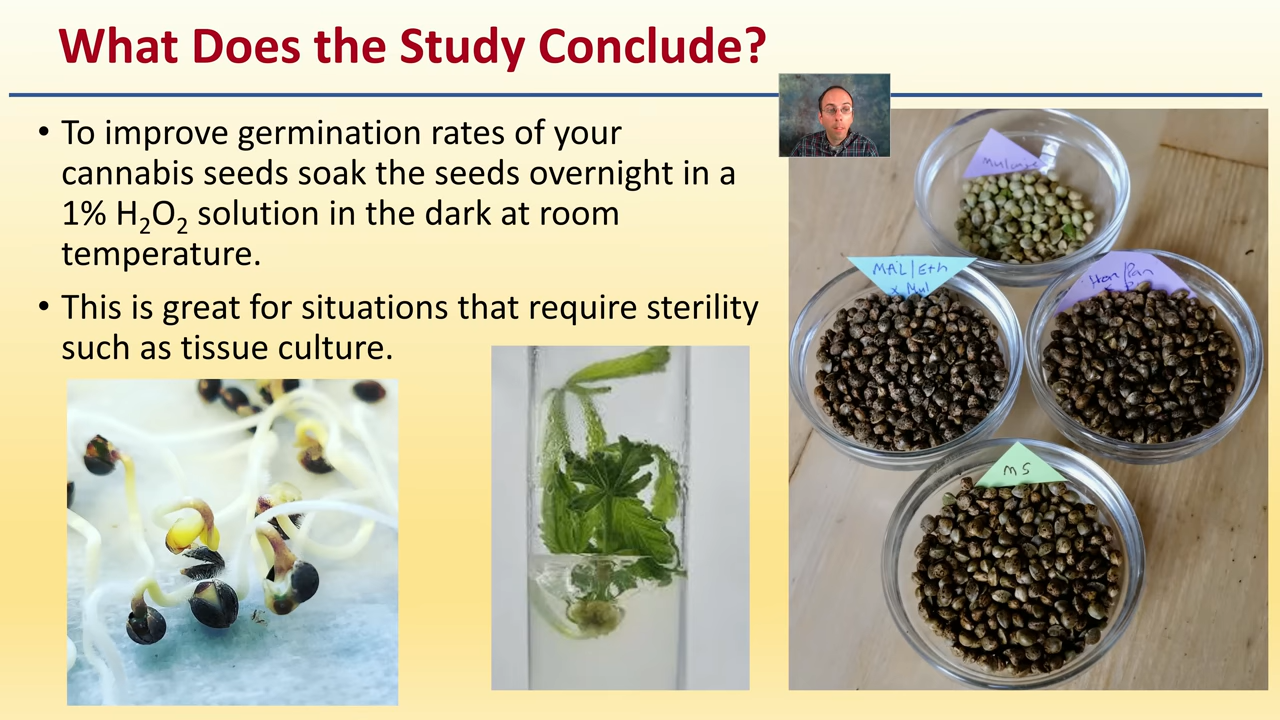 What Does the Study Conclude?
• To improve germination rates of your
cannabis seeds soak the seeds overnight in a
1% H₂O₂ solution in the dark at room
temperature.
• This is great for situations that require sterility
such as tissue culture.
MAL/Eth
x Mul
MS